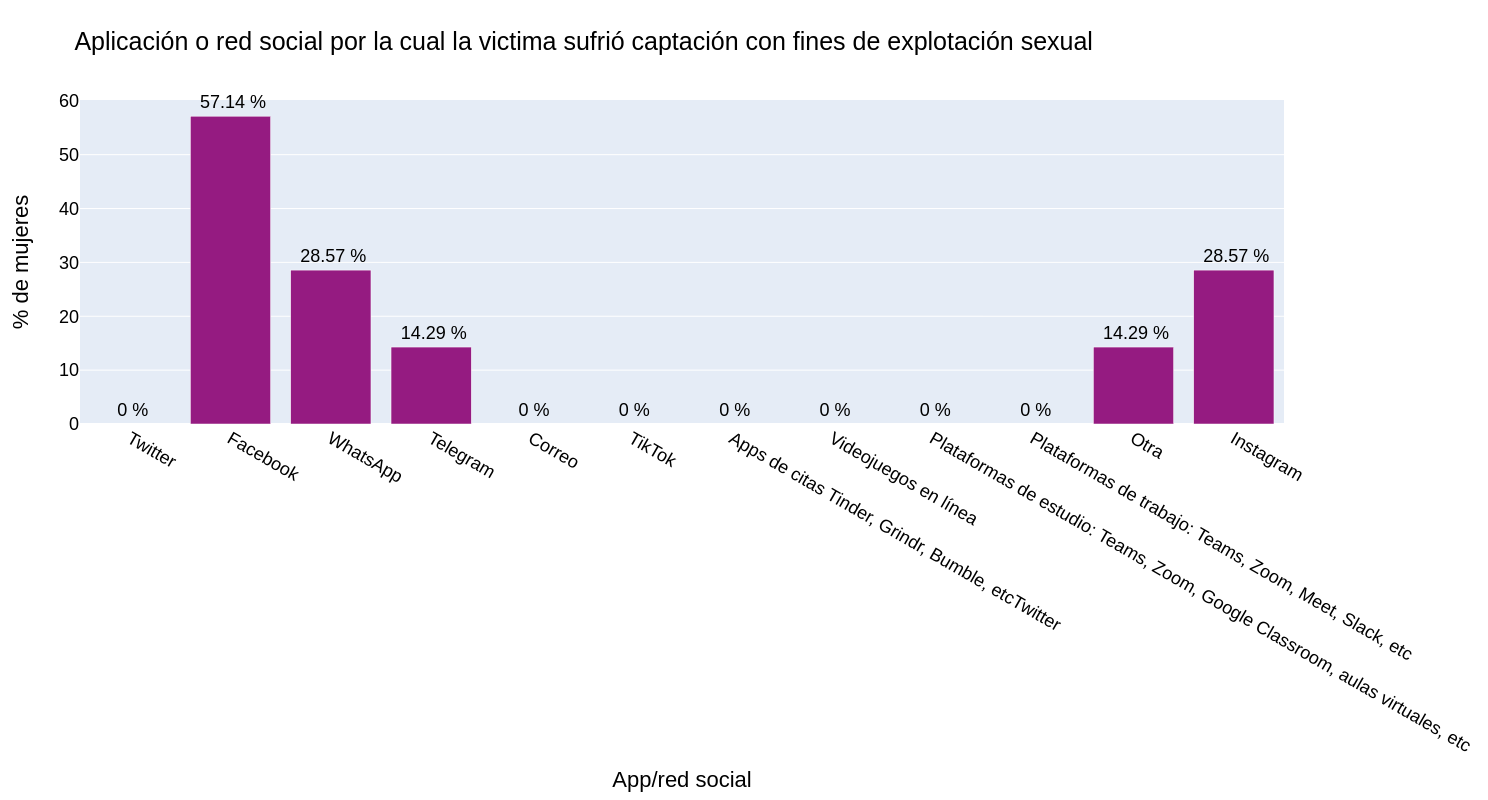 Aplicación o red social por la cual la victima sufrió captación con fines de explotación sexual
% de mujeres
60
50
40
30
20
10
0
0 %
57.14 %
28.57 %
14.29 %
0 %
0 %
0 %
0 %
0 %
0 %
14.29 %
28.57 %
Twitter
Facebook
WhatsApp
Telegram
Correo
TikTok
Apps de citas Tinder, Grindr, Bumble, etcTwitter
Videojuegos en línea
Plataformas de estudio: Teams, Zoom, Google Classroom, aulas virtuales, etc
Plataformas de trabajo: Teams, Zoom, Meet, Slack, etc
Otra
Instagram
App/red social